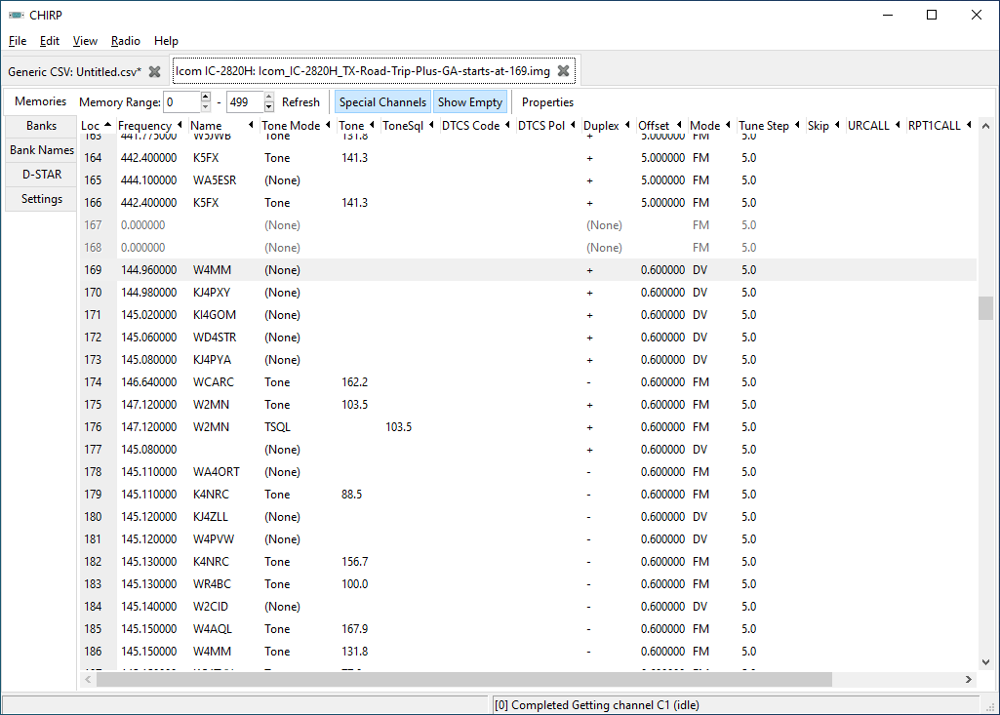 CHIRP
File Edit View Radio Help
Generic CSV: Untitled.csv* Icom IC-2820H: Icom_IC-2820H_TX-Road-Trip-Plus-GA-starts-at-169.img
Memories Memory Range: 0 - 499 Refresh Special Channels Show Empty Properties
Banks
Bank Names
D-STAR
Settings
Loc Frequency Name Tone Mode Tone ToneSql DTCS Code DTCS Pol Duplex Offset Mode Tune Step Skip URCALL RPT1CALL
163 441.775000 W5JWB Tone 131.8 + 5.000000 FM 5.0
164 442.400000 K5FX Tone 141.3 + 5.000000 FM 5.0
165 444.100000 WA5ESR (None) + 5.000000 FM 5.0
166 442.400000 K5FX Tone 141.3 + 5.000000 FM 5.0
167 0.000000 (None) (None) FM 5.0
168 0.000000 (None) (None) FM 5.0
169 144.960000 W4MM (None) + 0.600000 DV 5.0
170 144.980000 KJ4PXY (None) + 0.600000 DV 5.0
171 145.020000 KI4GOM (None) + 0.600000 DV 5.0
172 145.060000 WD4STR (None) + 0.600000 DV 5.0
173 145.080000 KJ4PYA (None) + 0.600000 DV 5.0
174 146.640000 WCARC Tone 162.2 - 0.600000 FM 5.0
175 147.120000 W2MN Tone 103.5 + 0.600000 FM 5.0
176 147.120000 W2MN TSQL 103.5 + 0.600000 FM 5.0
177 145.080000 (None) + 0.600000 DV 5.0
178 145.110000 WA4ORT (None) - 0.600000 FM 5.0
179 145.110000 K4NRC Tone 88.5 - 0.600000 FM 5.0
180 145.120000 KJ4ZLL (None) - 0.600000 DV 5.0
181 145.120000 W4PVW (None) - 0.600000 DV 5.0
182 145.130000 K4NRC Tone 156.7 - 0.600000 FM 5.0
183 145.130000 WR4BC Tone 100.0 - 0.600000 FM 5.0
184 145.140000 W2CID (None) - 0.600000 DV 5.0
185 145.150000 W4AQL Tone 167.9 - 0.600000 FM 5.0
186 145.150000 W4MM Tone 131.8 - 0.600000 FM 5.0
[0] Completed Getting channel C1 (idle)